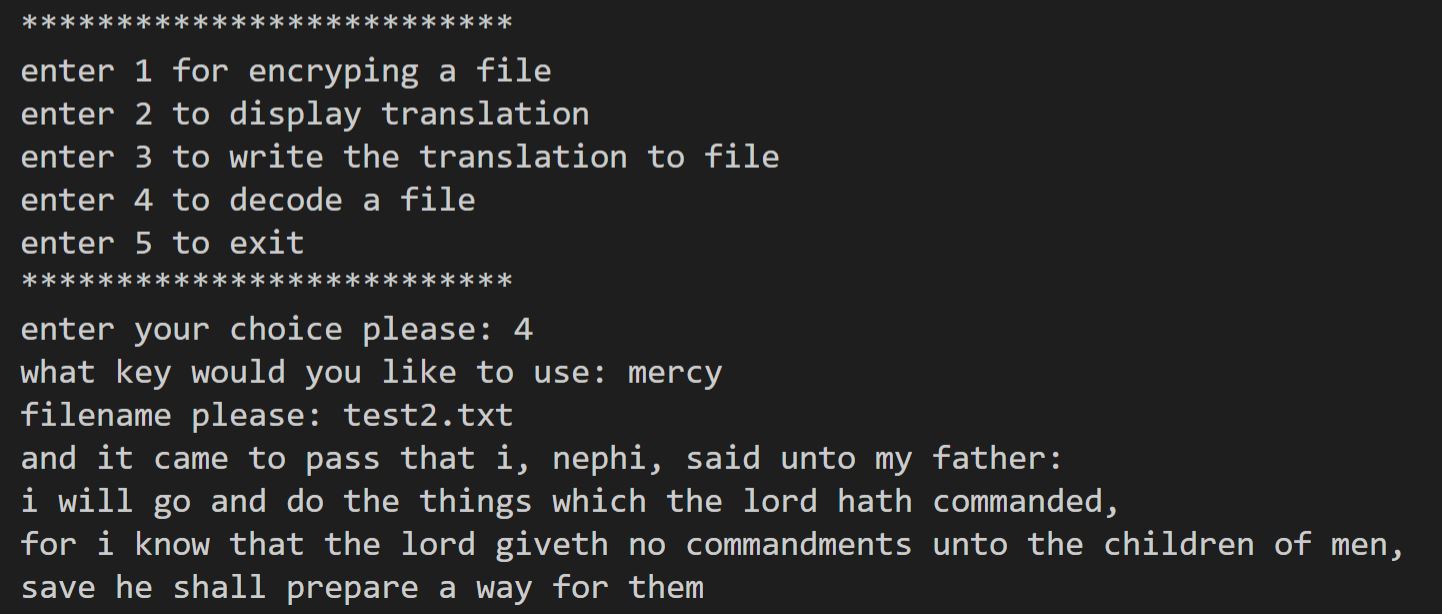 **************************
enter 1 for encryping a file
enter 2 to display translation
enter 3 to write the translation to file
enter 4 to decode a file
enter 5 to exit
**************************
enter your choice please: 4
what key would you like to use: mercy
filename please: test2.txt
and it came to pass that i, nephi, said unto my father:
i will go and do the things which the lord hath commanded,
for i know that the lord giveth no commandments unto the children of men,
save he shall prepare a way for them